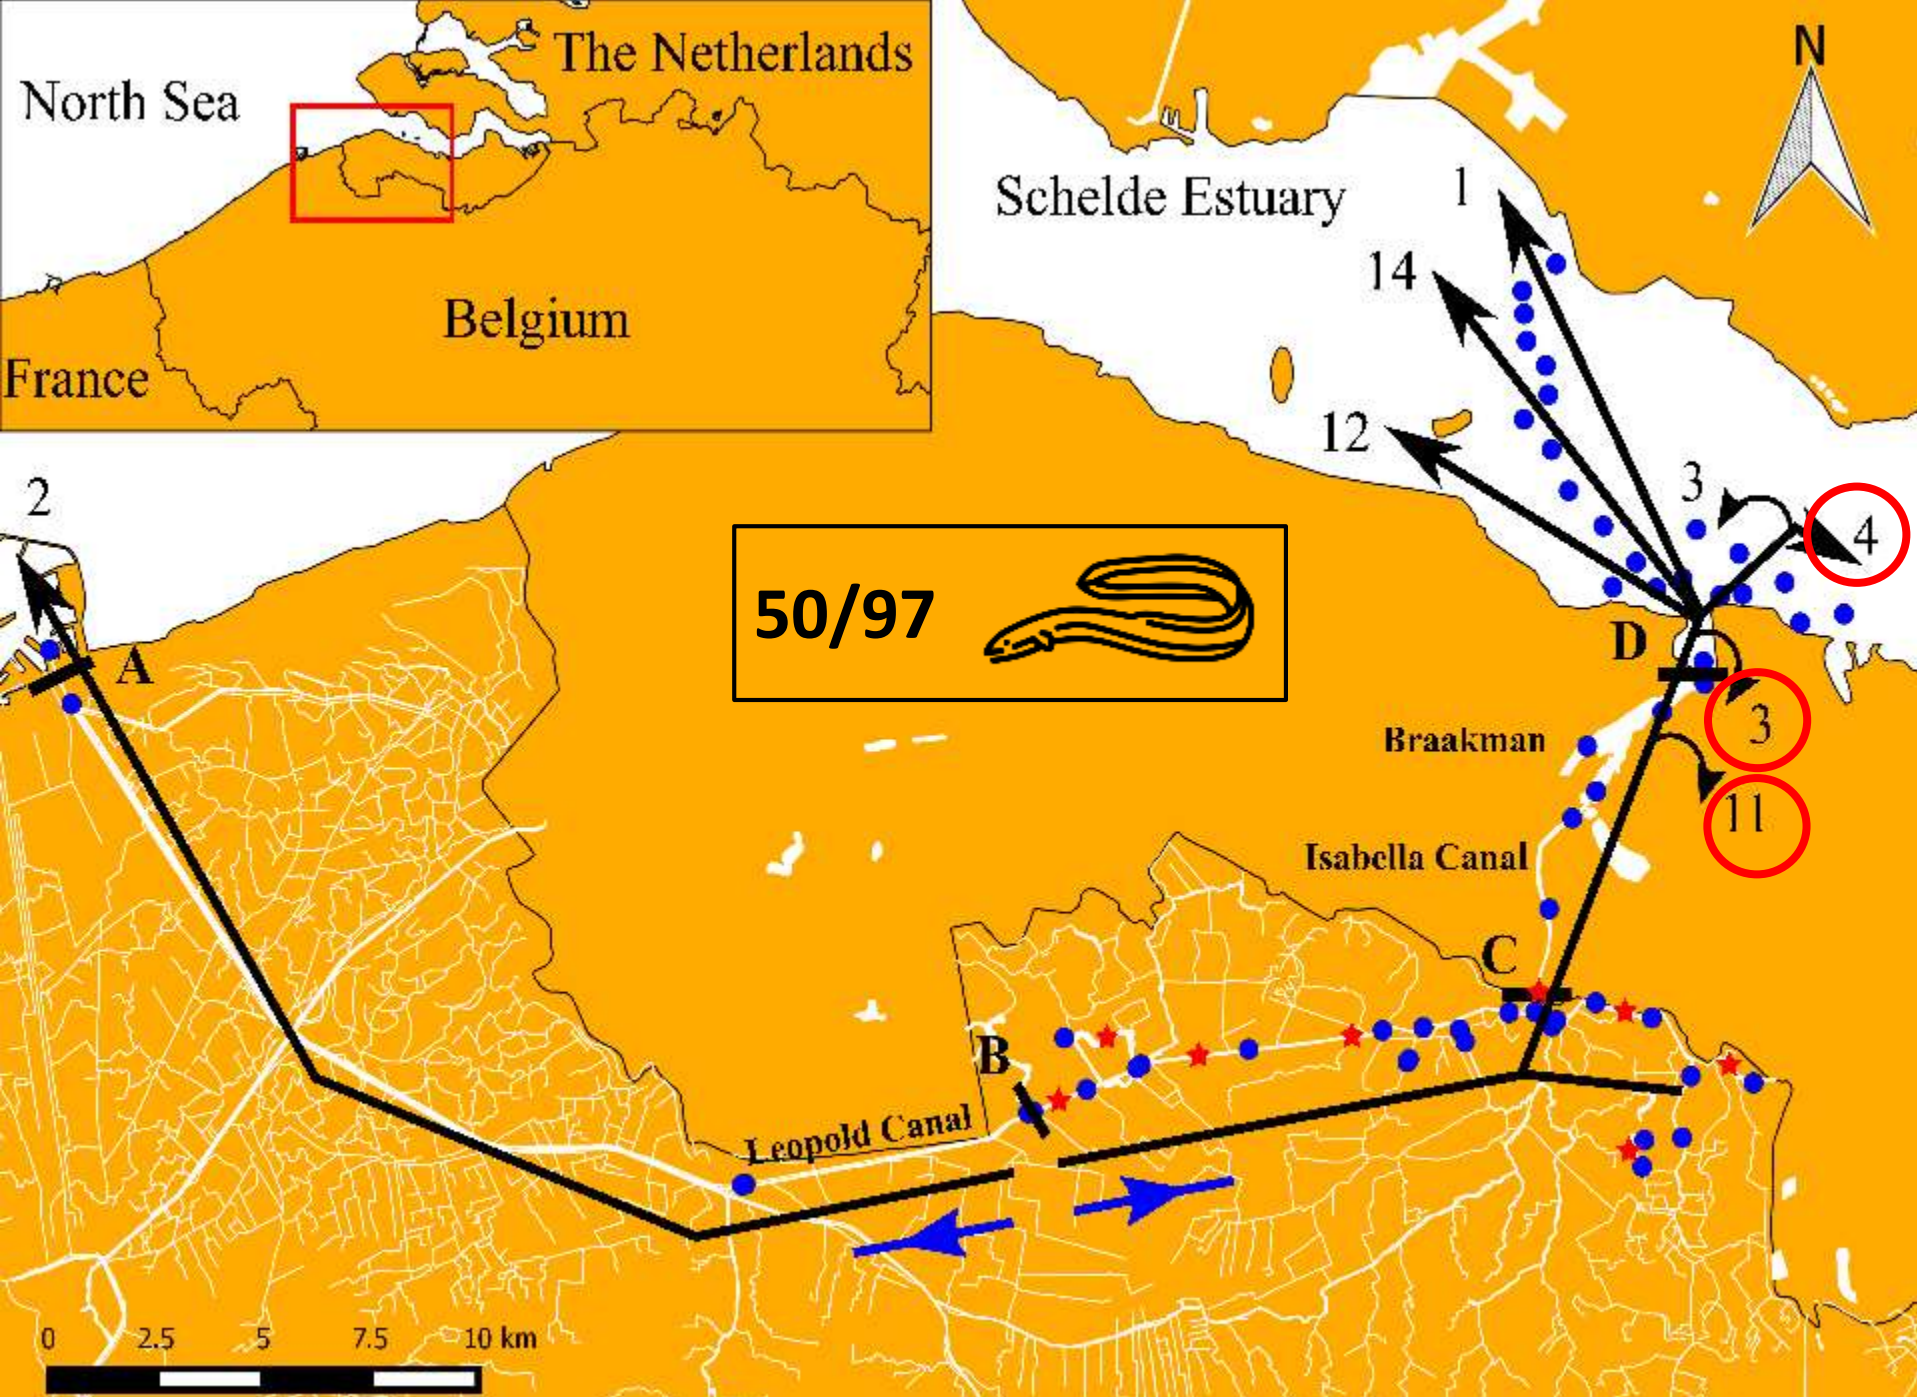 The Netherlands
North Sea
Belgium
France
N
Schelde Estuary
1
14
12
3
4
2
50/97
A
D
3
Braakman
11
Isabella Canal
C
B
Leopold Canal
0 2.5 5 7.5 10 km